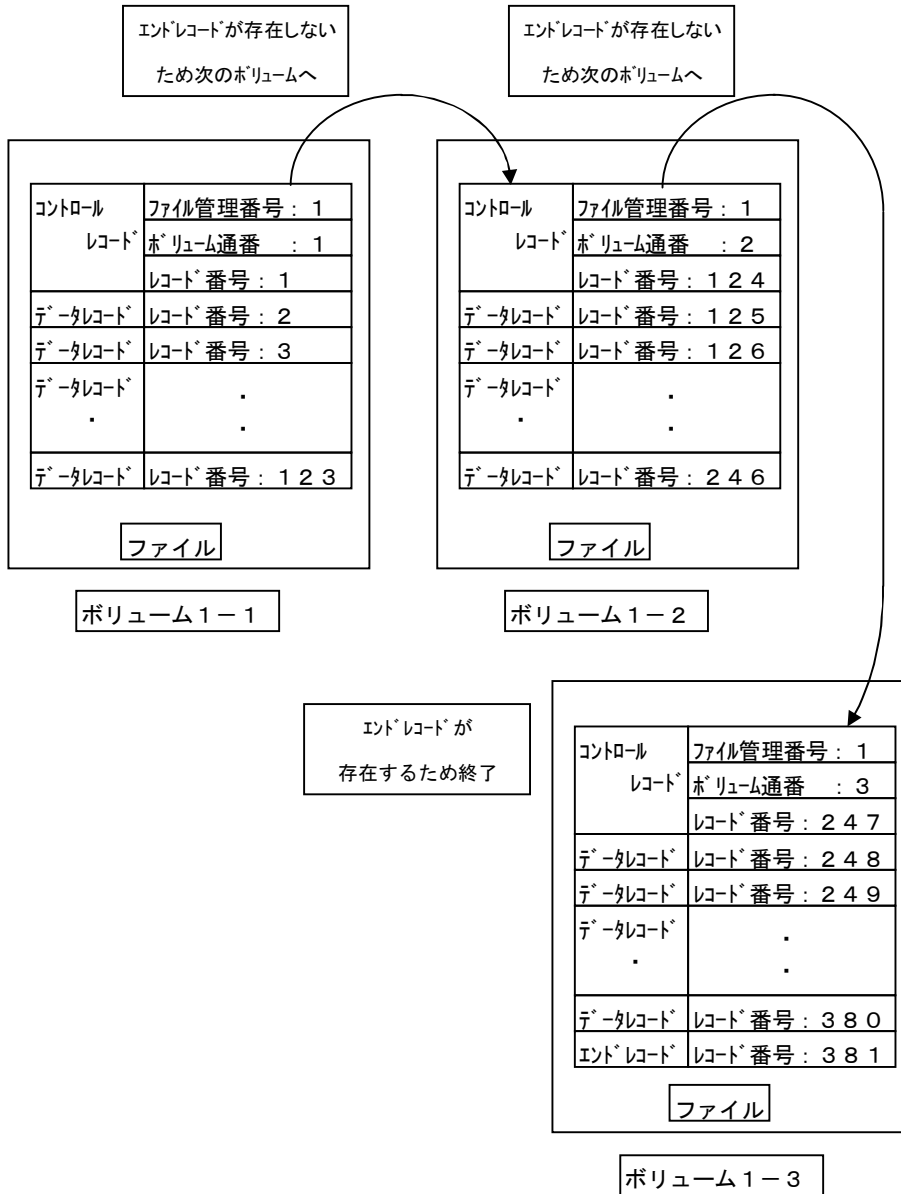 ｴﾝﾄﾞﾚｺｰﾄﾞが存在しない
ため次のﾎﾞﾘｭｰﾑへ
ｴﾝﾄﾞﾚｺｰﾄﾞが存在しない
ため次のﾎﾞﾘｭｰﾑへ
ｺﾝﾄﾛｰﾙ
ﾚｺｰﾄﾞ
ﾌｧｲﾙ管理番号：１
ﾎﾞﾘｭｰﾑ通番　：１
ﾚｺｰﾄﾞ番号：１
ﾃﾞｰﾀﾚｺｰﾄﾞ ﾚｺｰﾄﾞ番号：２
ﾃﾞｰﾀﾚｺｰﾄﾞ ﾚｺｰﾄﾞ番号：３
ﾃﾞｰﾀﾚｺｰﾄﾞ ・
・ ・
ﾃﾞｰﾀﾚｺｰﾄﾞ ﾚｺｰﾄﾞ番号：１２３
ファイル
ボリューム１－１
ｺﾝﾄﾛｰﾙ
ﾚｺｰﾄﾞ
ﾌｧｲﾙ管理番号：１
ﾎﾞﾘｭｰﾑ通番　：２
ﾚｺｰﾄﾞ番号：１２４
ﾃﾞｰﾀﾚｺｰﾄﾞ ﾚｺｰﾄﾞ番号：１２５
ﾃﾞｰﾀﾚｺｰﾄﾞ ﾚｺｰﾄﾞ番号：１２６
ﾃﾞｰﾀﾚｺｰﾄﾞ ・
・ ・
ﾃﾞｰﾀﾚｺｰﾄﾞ ﾚｺｰﾄﾞ番号：２４６
ファイル
ボリューム１－２
ｴﾝﾄﾞﾚｺｰﾄﾞが
存在するため終了
ｺﾝﾄﾛｰﾙ
ﾚｺｰﾄﾞ
ﾌｧｲﾙ管理番号：１
ﾎﾞﾘｭｰﾑ通番　：３
ﾚｺｰﾄﾞ番号：２４７
ﾃﾞｰﾀﾚｺｰﾄﾞ ﾚｺｰﾄﾞ番号：２４８
ﾃﾞｰﾀﾚｺｰﾄﾞ ﾚｺｰﾄﾞ番号：２４９
ﾃﾞｰﾀﾚｺｰﾄﾞ ・
・ ・
ﾃﾞｰﾀﾚｺｰﾄﾞ ﾚｺｰﾄﾞ番号：３８０
ｴﾝﾄﾞﾚｺｰﾄﾞ ﾚｺｰﾄﾞ番号：３８１
ファイル
ボリューム１－３